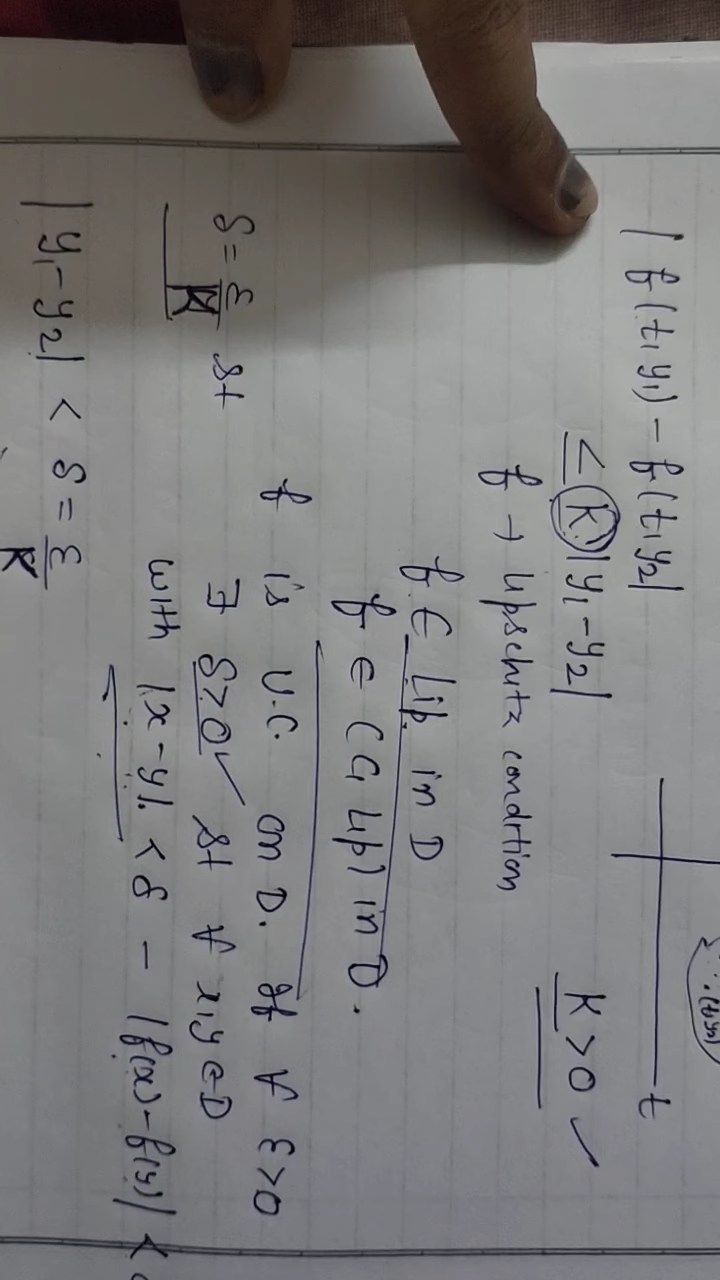 (t,y1)
t
| f(t,y1) - f(t,y2|
≤ K |y1-y2|
K>0 ✓
f → Lipschitz condition
f ∈ Lip. in D
f ∈ (C, Lip) in D.
f is U.C. on D. If ∀ ε>0
∃ δ>0 ✓ st ∀ x,y ∈ D
with |x-y| < δ - |f(x)-f(y)| <
δ = ε/K st
|y1-y2| < δ = ε/K